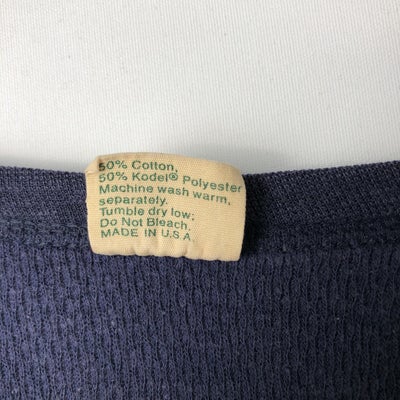 50% Cotton,
50% Kodel® Polyester
Machine wash warm,
separately.
Tumble dry low;
Do Not Bleach.
MADE IN U.S.A.